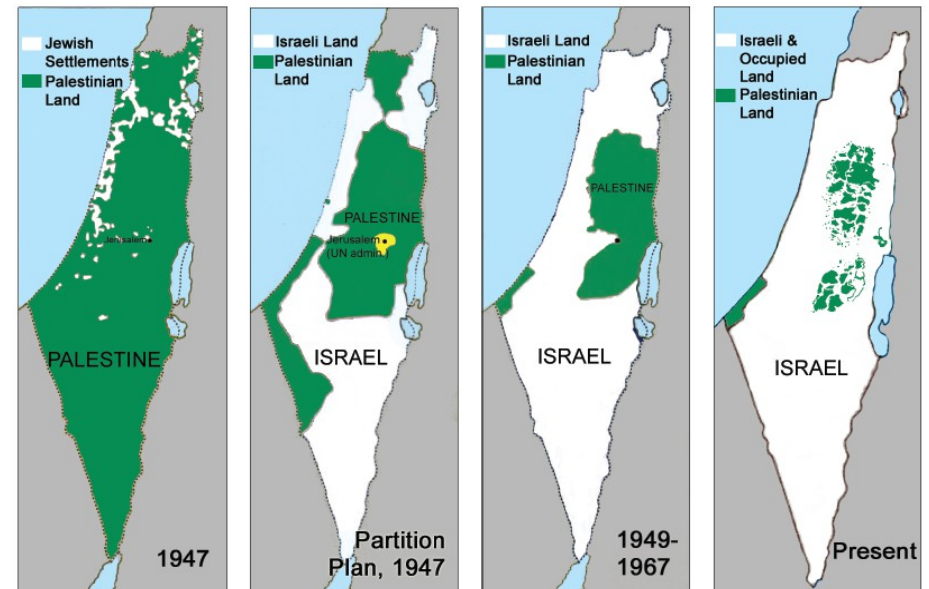 Jewish
Settlements
Palestinian
Land
Jerusalem
PALESTINE
1947
Israeli Land
Palestinian
Land
PALESTINE
Jerusalem
(UN admin.)
ISRAEL
Partition
Plan, 1947
Israeli Land
Palestinian
Land
PALESTINE
ISRAEL
1949-
1967
Israeli &
Occupied
Land
Palestinian
Land
ISRAEL
Present